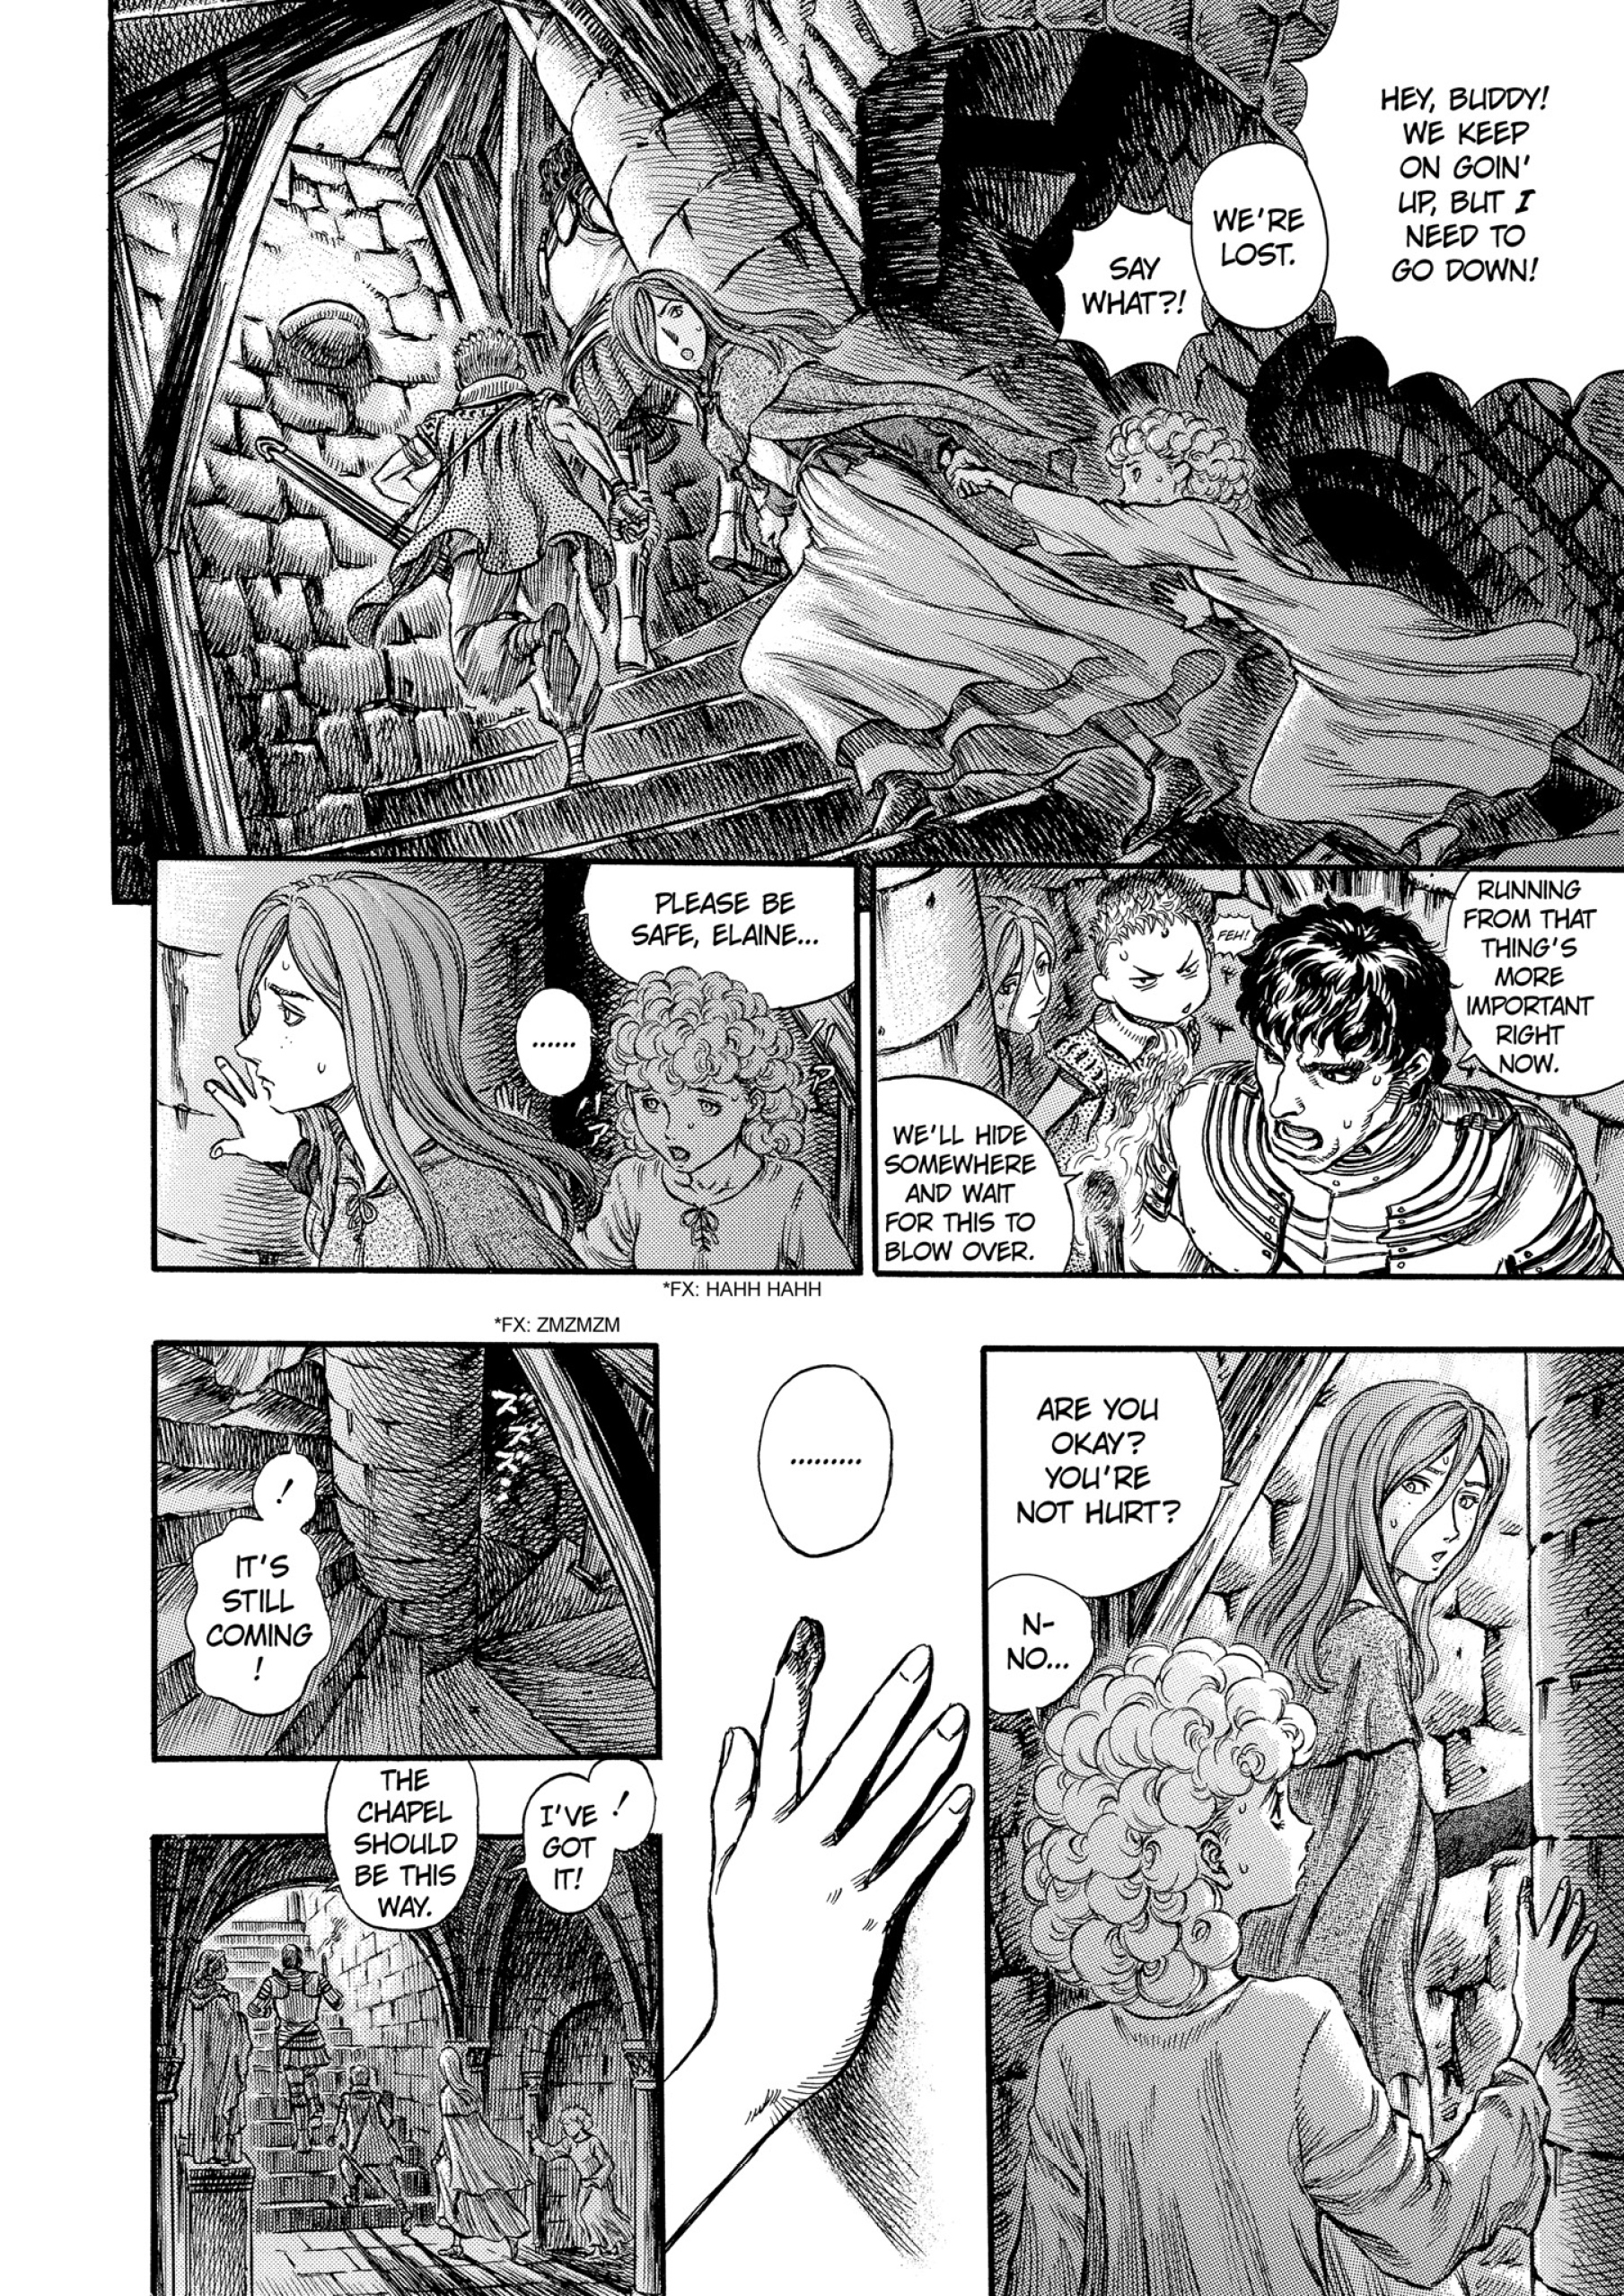 HEY, BUDDY!
WE KEEP
ON GOIN'
UP, BUT I
NEED TO
GO DOWN!
WE'RE
LOST.
SAY
WHAT?!
RUNNING
FROM THAT
THING'S
MORE
IMPORTANT
RIGHT
NOW.
FEH!
WE'LL HIDE
SOMEWHERE
AND WAIT
FOR THIS TO
BLOW OVER.
PLEASE BE
SAFE, ELAINE...
......
*FX: HAHH HAHH
ARE YOU
OKAY?
YOU'RE
NOT HURT?
N-
NO...
.........
*FX: ZMZMZM
ズズズ...
!
IT'S
STILL
COMING
!
!
I'VE
GOT
IT!
THE
CHAPEL
SHOULD
BE THIS
WAY.